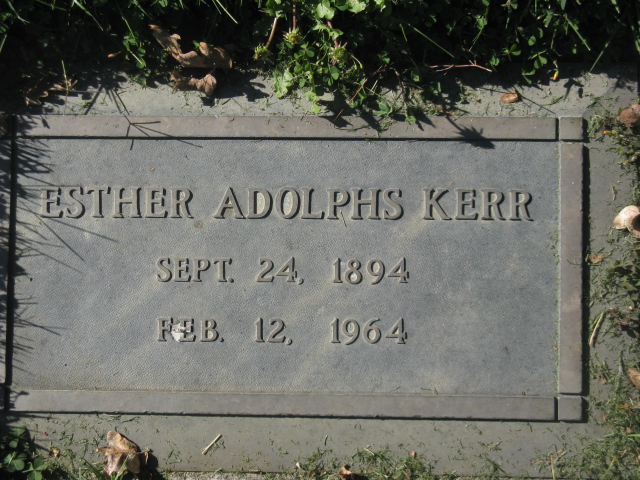 ESTHER ADOLPHS KERR
SEPT. 24, 1894
FEB. 12, 1964